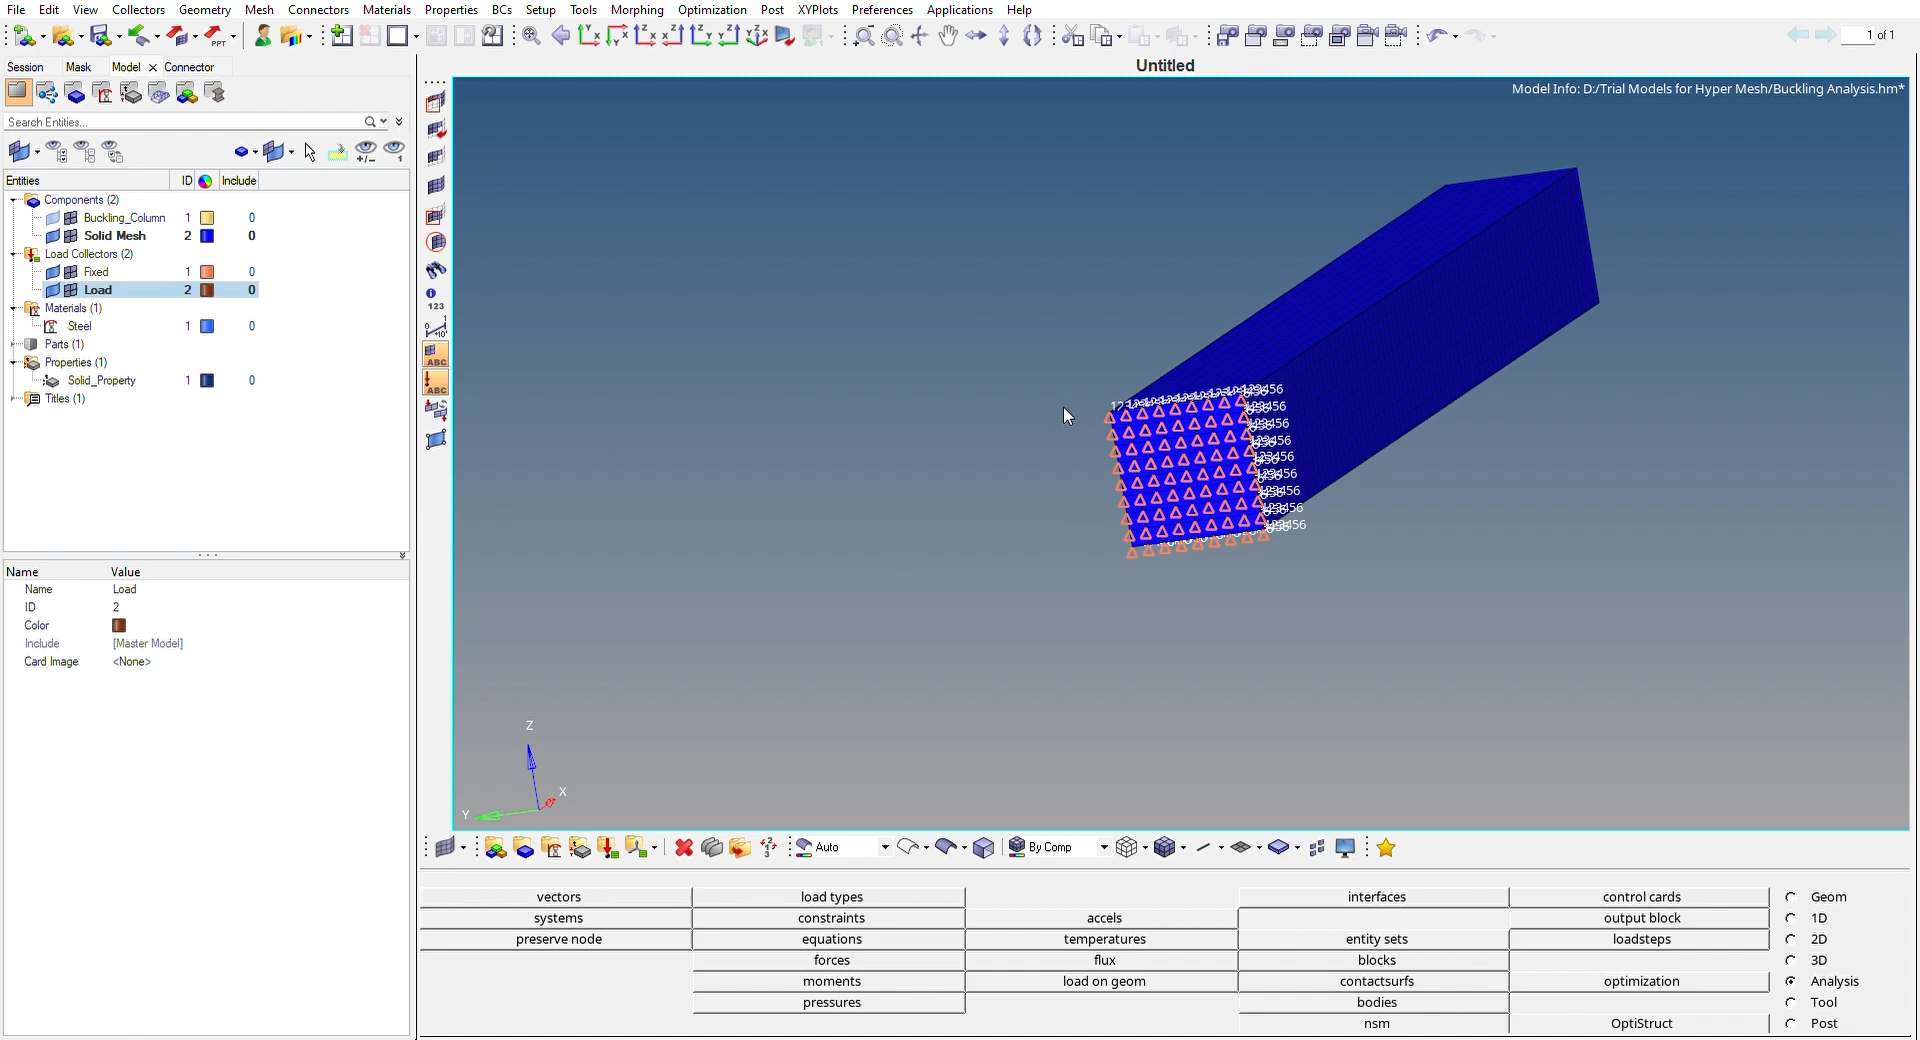 File Edit View Collectors Geometry Mesh Connectors Materials Properties BCs Setup Tools Morphing Optimization Post XYPlots Preferences Applications Help
1 of 1
Session Mask Model Connector
Untitled
Model Info: D:/Trial Models for Hyper Mesh/Buckling Analysis.hm*
Search Entities...
Entities ID Include
Components (2)
Buckling_Column 1 0
Solid Mesh 2 0
Load Collectors (2)
Fixed 1 0
Load 2 0
Materials (1)
Steel 1 0
Parts (1)
Properties (1)
Solid_Property 1 0
Titles (1)
123
ABC
ABC
123456
Name Value
Name Load
ID 2
Color
Include [Master Model]
Card Image <None>
Z
X
Y
Auto By Comp
vectors load types interfaces control cards Geom
systems constraints accels output block 1D
preserve node equations temperatures entity sets loadsteps 2D
forces flux blocks 3D
moments load on geom contactsurfs optimization Analysis
pressures bodies Tool
nsm OptiStruct Post